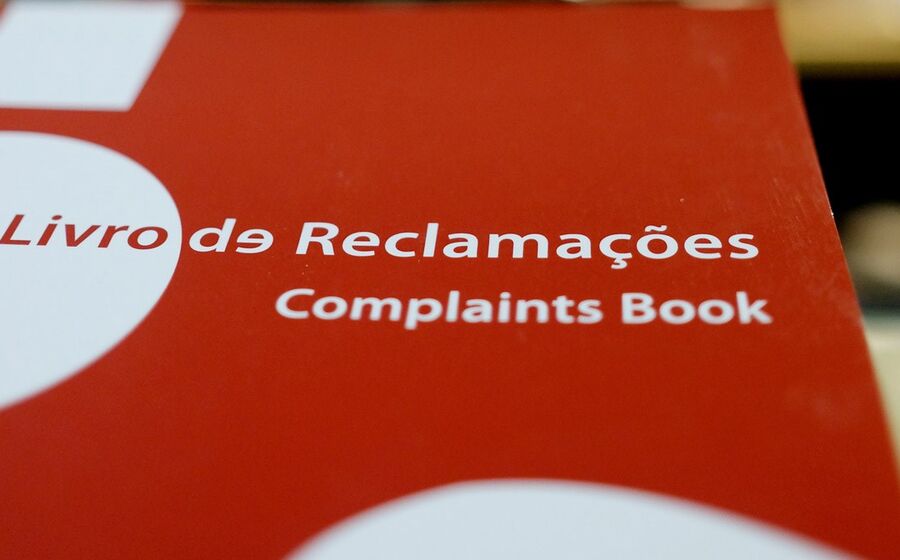 Livro de Reclamações
Complaints Book